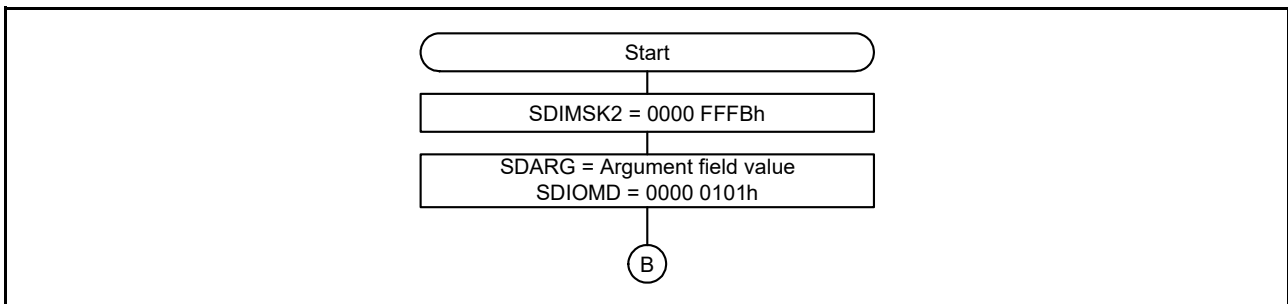 Start
SDIMSK2 = 0000 FFFBh
SDARG = Argument field value
SDIOMD = 0000 0101h
B